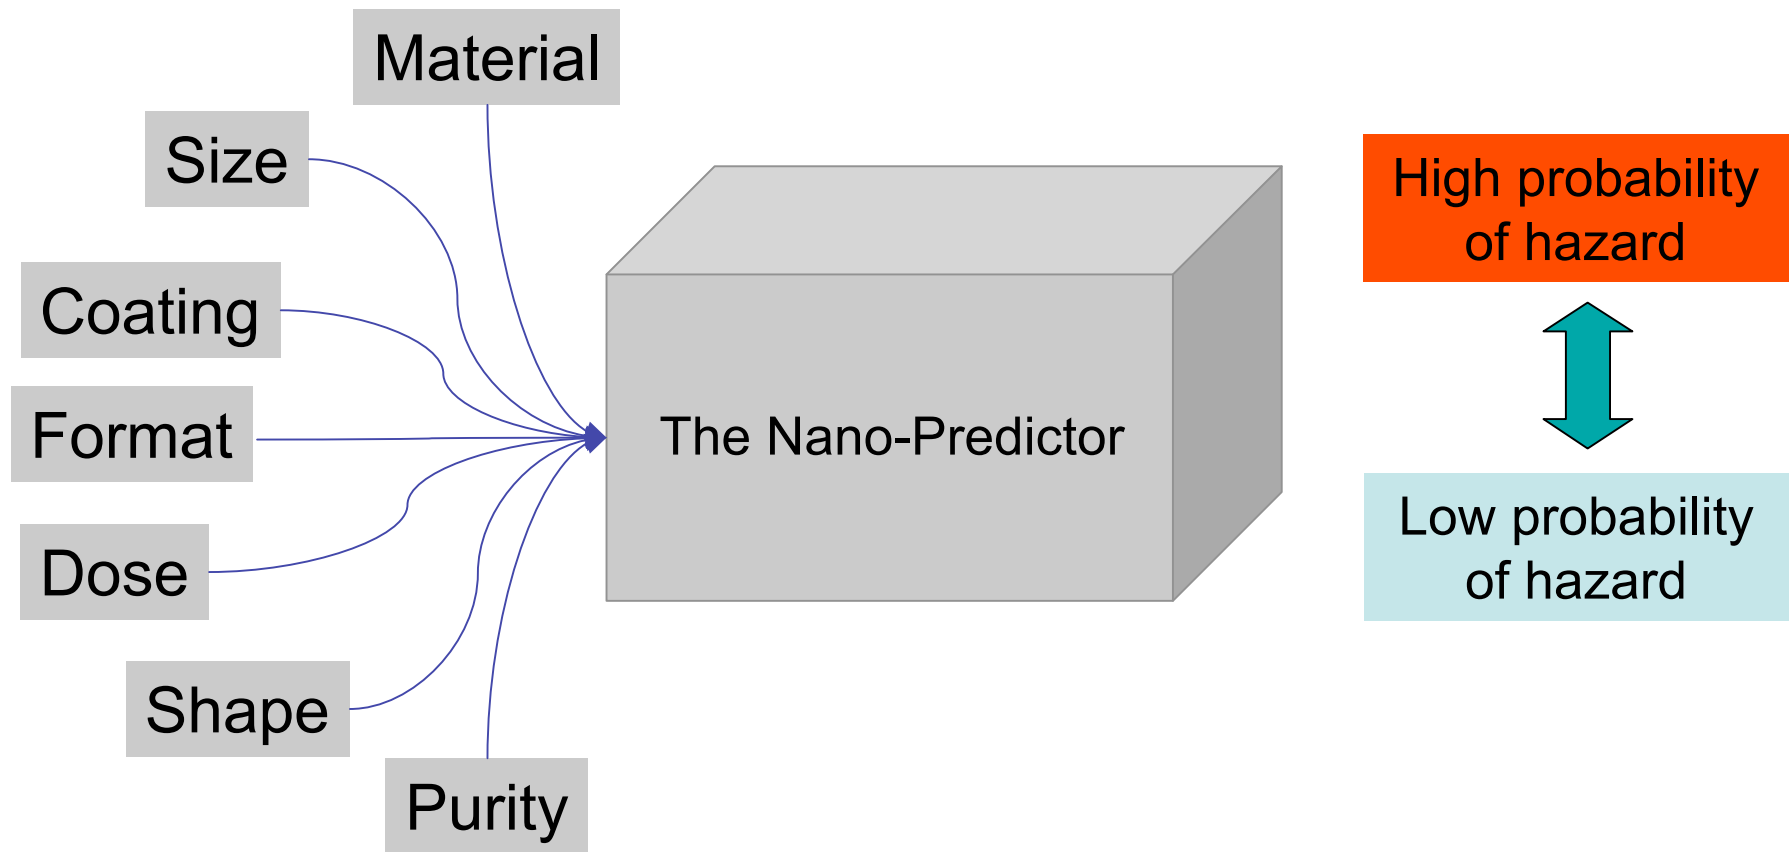 Material
Size
Coating
Format
Dose
Shape
Purity
The Nano-Predictor
High probability
of hazard
Low probability
of hazard